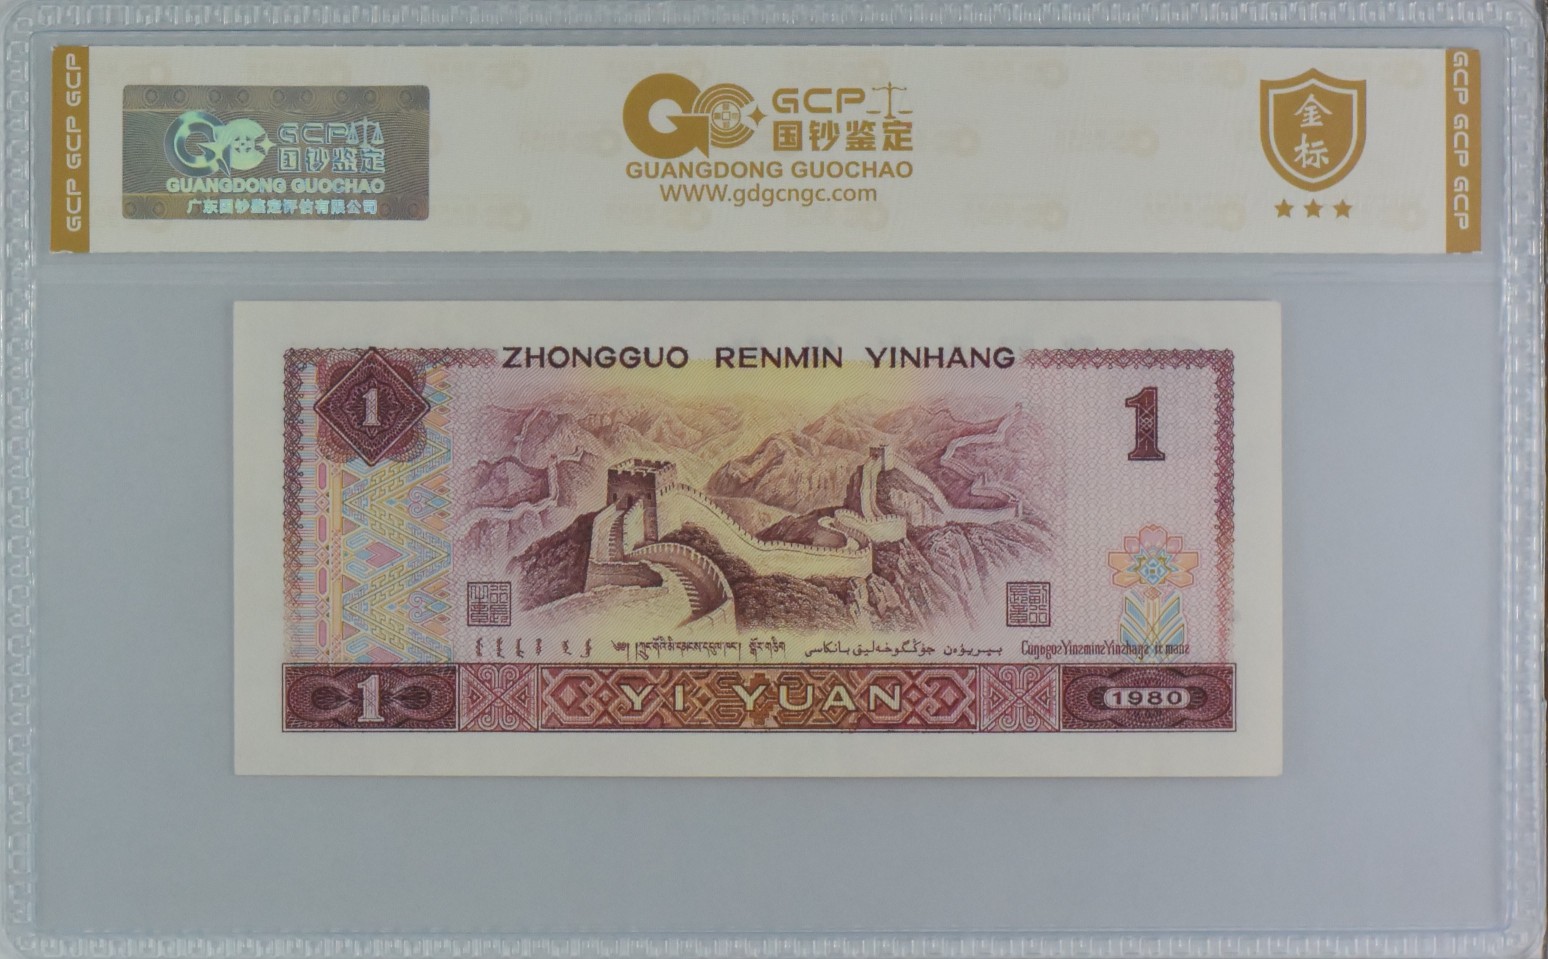 GCP GCP GCP
GCP 国钞鉴定
GUANGDONG GUOCHAO
广东国钞鉴定评估有限公司
GCP
国钞鉴定
GUANGDONG GUOCHAO
WWW.gdgcngc.com
金标
GCP GCP GCP
ZHONGGUO RENMIN YINHANG
1
1
1
YI YUAN
1980